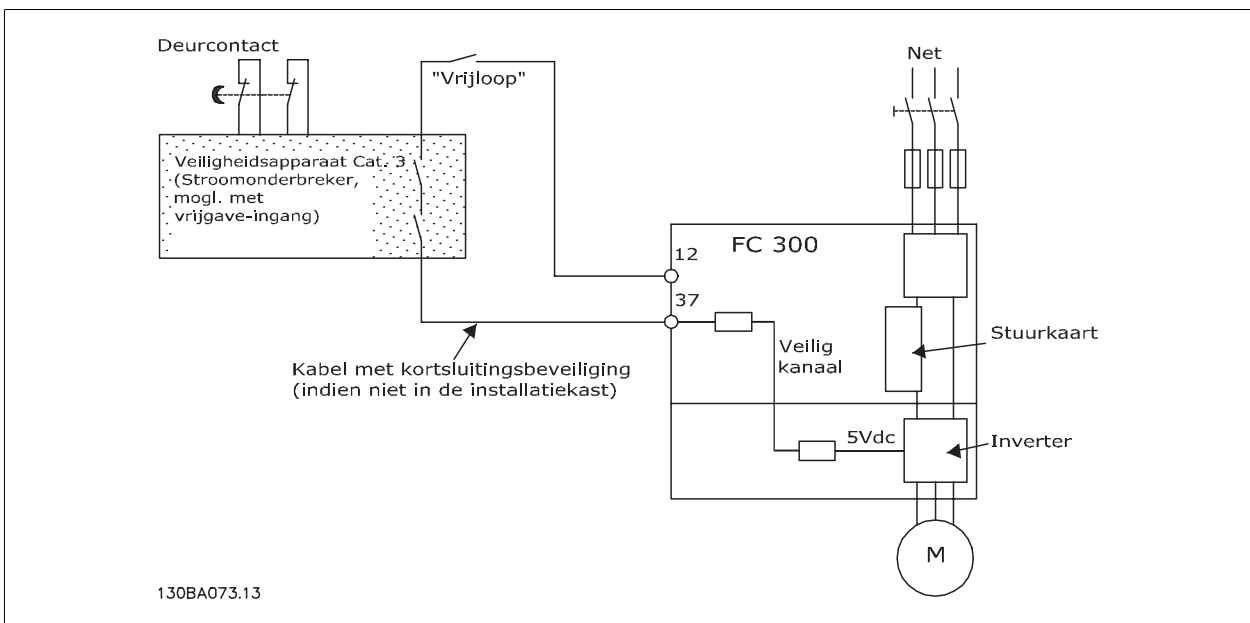 Deurcontact
"Vrijloop"
Net
Veiligheidsapparaat Cat. 3
(Stroomonderbreker,
mogl. met
vrijgave-ingang)
12
FC 300
37
Veilig
kanaal
Stuurkaart
Kabel met kortsluitingsbeveiliging
(indien niet in de installatiekast)
5Vdc
Inverter
M
130BA073.13